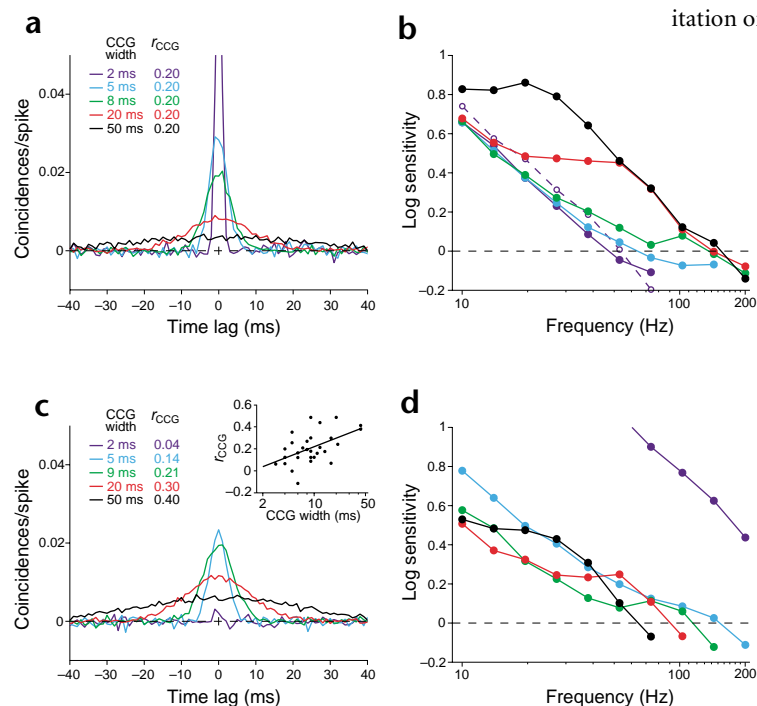 itation o
a
CCG width r_CCG
2 ms 0.20
5 ms 0.20
8 ms 0.20
20 ms 0.20
50 ms 0.20
Coincidences/spike
0.04
0.02
0
–40 –30 –20 –10 0 10 20 30 40
Time lag (ms)
b
Log sensitivity
1
0.8
0.6
0.4
0.2
0
–0.2
10 100 200
Frequency (Hz)
c
CCG width r_CCG
2 ms 0.04
5 ms 0.14
9 ms 0.21
20 ms 0.30
50 ms 0.40
r_CCG
0.6
0.4
0.2
0
–0.2
2 10 50
CCG width (ms)
Coincidences/spike
0.04
0.02
0
–40 –30 –20 –10 0 10 20 30 40
Time lag (ms)
d
Log sensitivity
1
0.8
0.6
0.4
0.2
0
–0.2
10 100 200
Frequency (Hz)